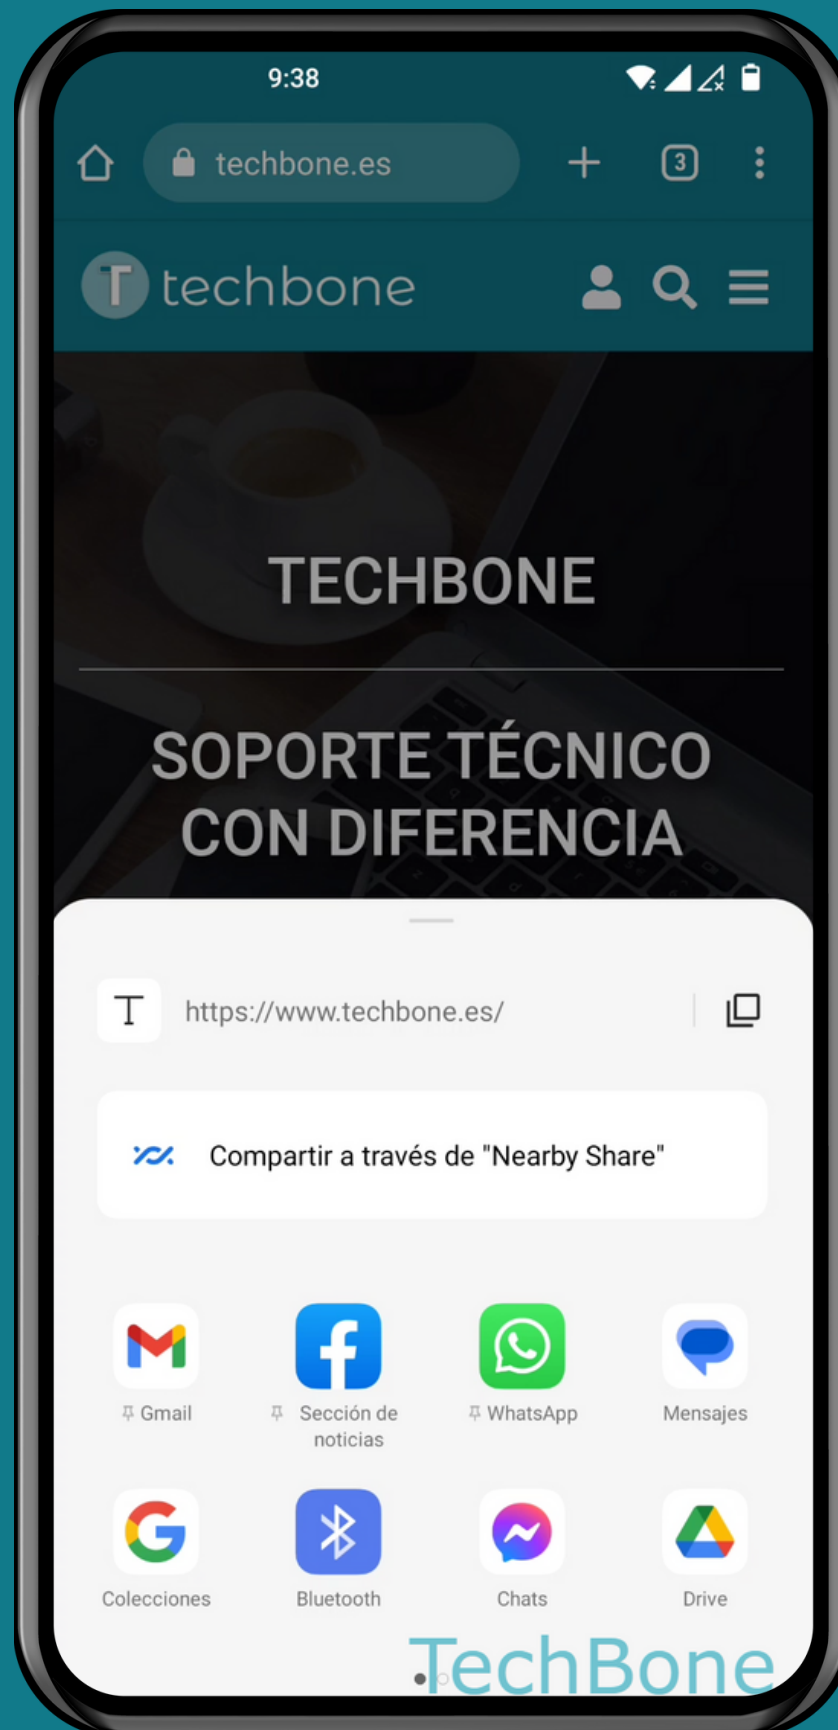 9:38
techbone.es
3
T techbone
TECHBONE
SOPORTE TÉCNICO
CON DIFERENCIA
T https://www.techbone.es/
Compartir a través de "Nearby Share"
Gmail
Sección de
noticias
WhatsApp
Mensajes
Colecciones
Bluetooth
Chats
Drive
TechBone